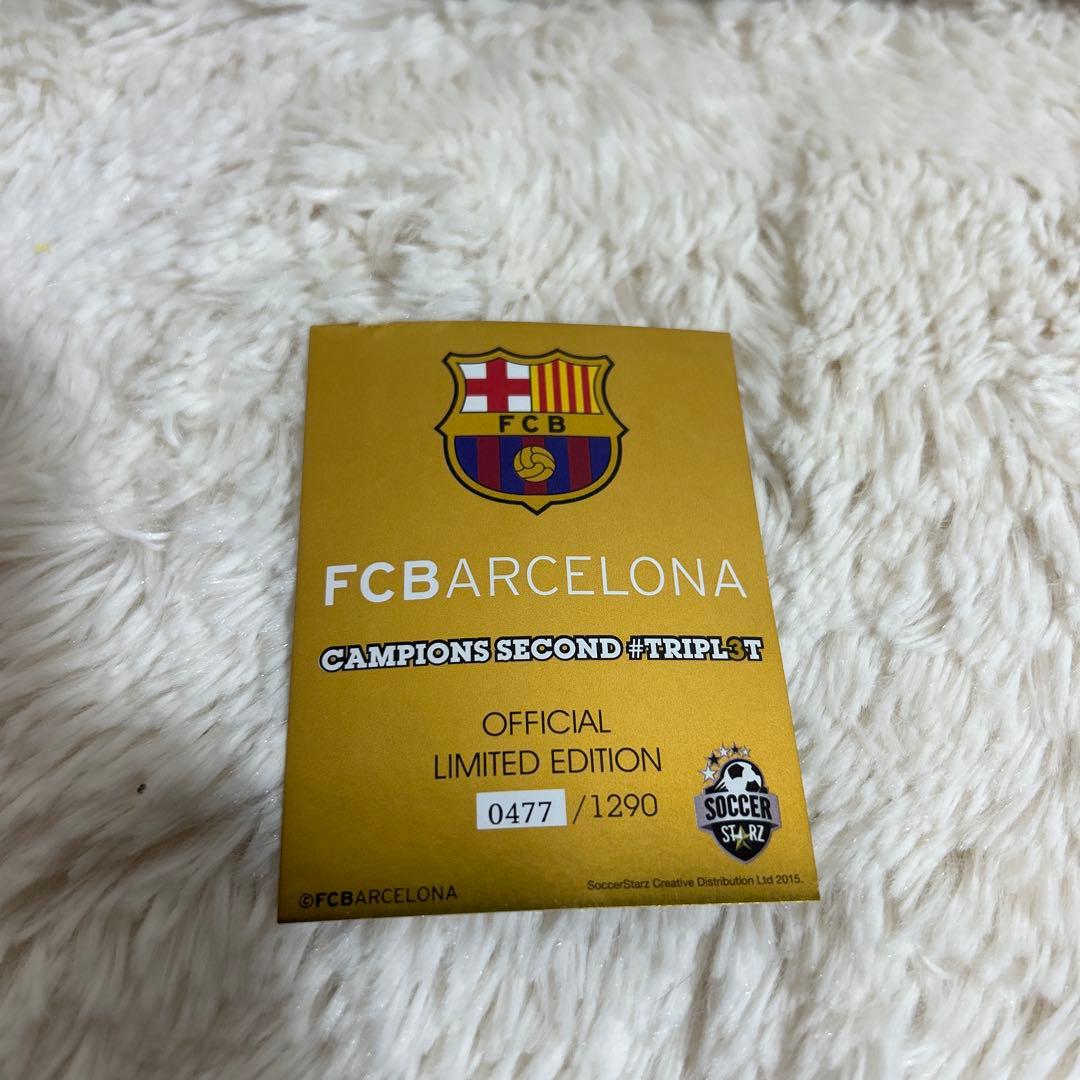 FCB
FCBARCELONA
CAMPIONS SECOND #TRIPL3T
OFFICIAL
LIMITED EDITION
0477 /1290
SOCCER
STARZ
SoccerStarz Creative Distribution Ltd 2015.
©FCBARCELONA